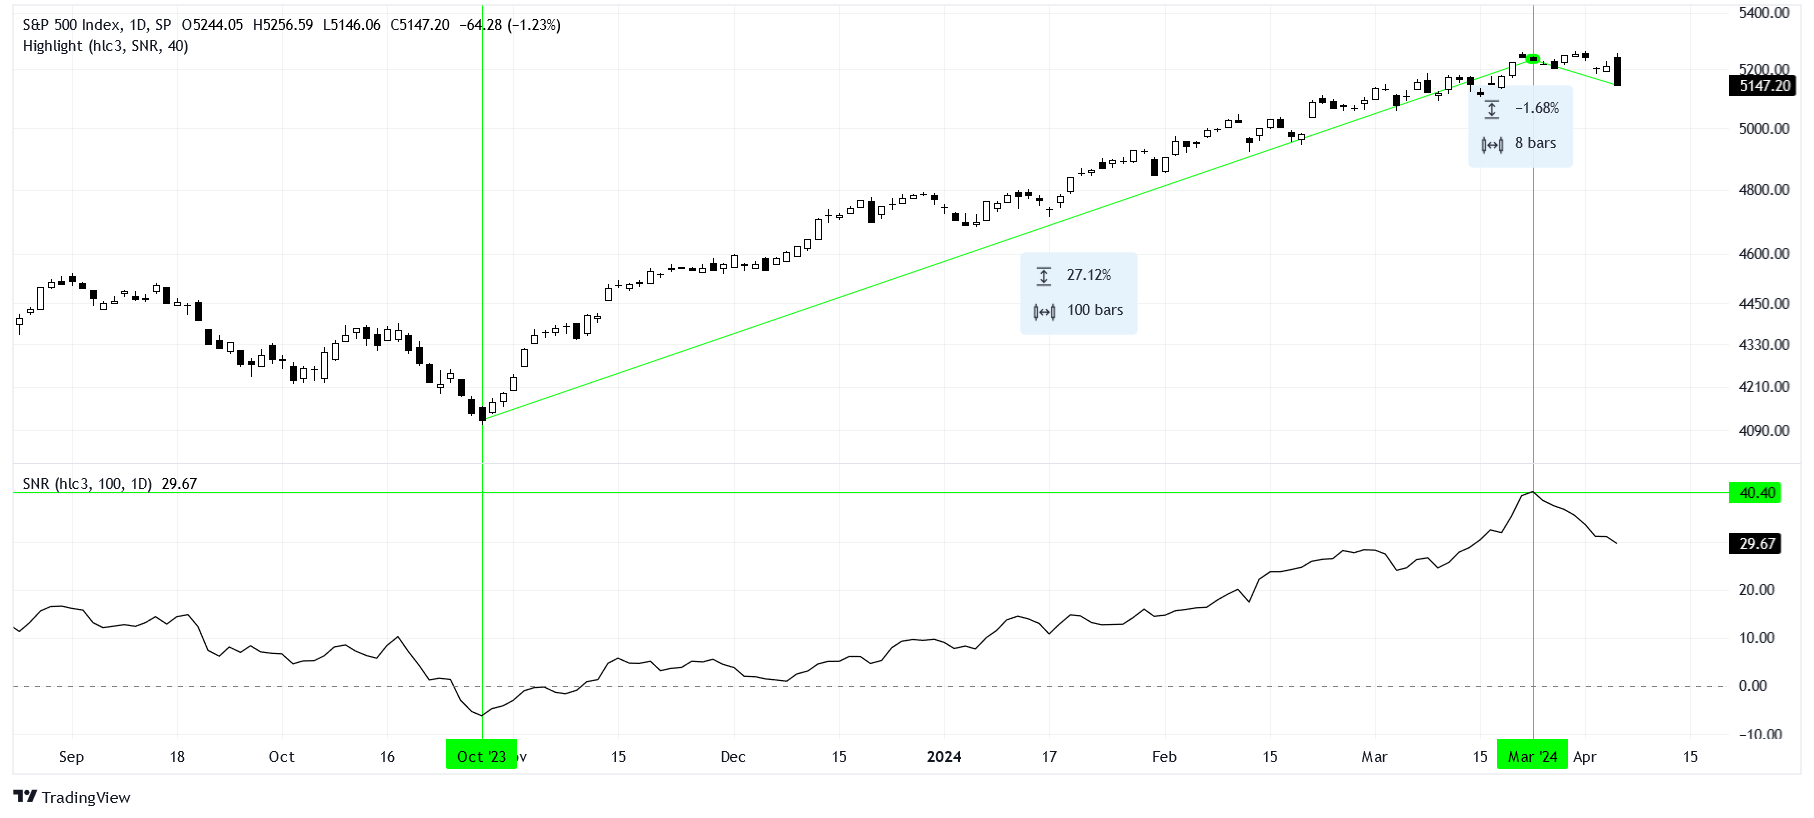 S&P 500 Index, 1D, SP O5244.05 H5256.59 L5146.06 C5147.20 −64.28 (−1.23%)
Highlight (hlc3, SNR, 40)
5400.00
5200.00
5147.20
−1.68%
8 bars
5000.00
4800.00
4600.00
27.12%
100 bars
4450.00
4330.00
4210.00
4090.00
SNR (hlc3, 100, 1D) 29.67
40.40
29.67
20.00
10.00
0.00
−10.00
Sep 18 Oct 16 Oct '23 ov 15 Dec 15 2024 17 Feb 15 Mar 15 Mar '24 Apr 15
TradingView